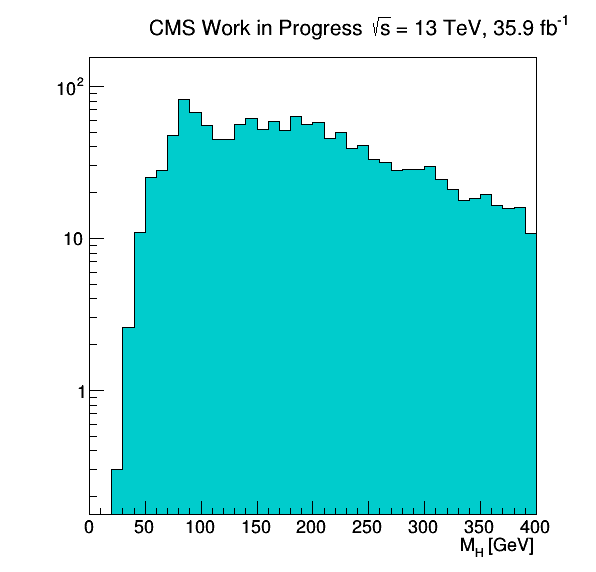 CMS Work in Progress √s = 13 TeV, 35.9 fb⁻¹
10²
10
1
0 50 100 150 200 250 300 350 400
M_H [GeV]